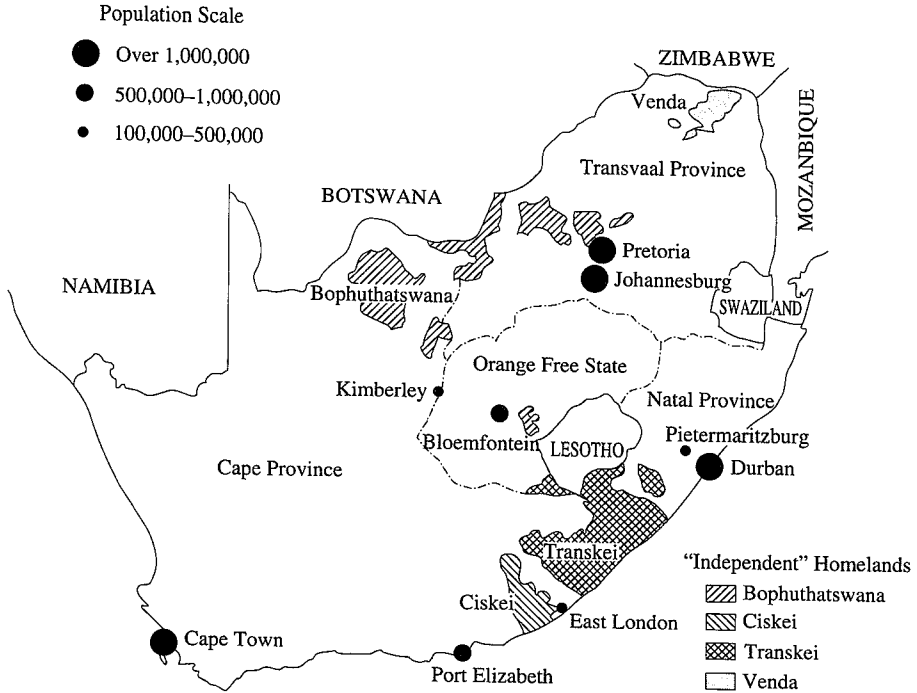 Population Scale
Over 1,000,000
500,000–1,000,000
100,000–500,000
ZIMBABWE
Venda
MOZANBIQUE
Transvaal Province
BOTSWANA
Pretoria
Johannesburg
NAMIBIA
Bophuthatswana
SWAZILAND
Orange Free State
Kimberley
Natal Province
Pietermaritzburg
Bloemfontein
LESOTHO
Durban
Cape Province
Transkei
Ciskei
East London
Cape Town
Port Elizabeth
“Independent” Homelands
Bophuthatswana
Ciskei
Transkei
Venda